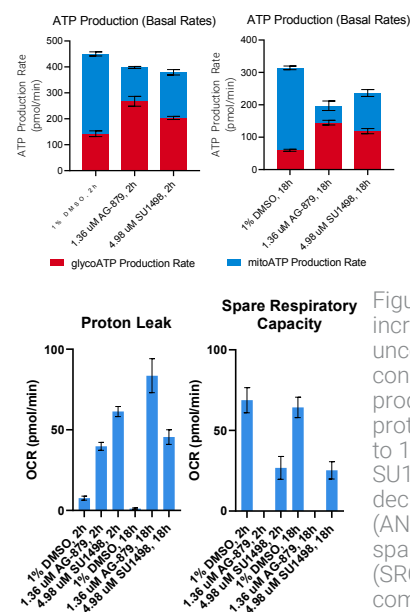 ATP Production (Basal Rates)
500
400
300
200
100
0
ATP Production Rate
(pmol/min)
1% DMSO, 2h
1.36 uM AG-879, 2h
4.98 uM SU1498, 2h
ATP Production (Basal Rates)
400
300
200
100
0
ATP Production Rate
(pmol/min)
1% DMSO, 18h
1.36 uM AG-879, 18h
4.98 uM SU1498, 18h
glycoATP Production Rate
mitoATP Production Rate
Proton Leak
100
50
0
OCR (pmol/min)
1% DMSO, 2h
1.36 uM AG-879, 2h
4.98 uM SU1498, 2h
1% DMSO, 18h
1.36 uM AG-879, 18h
4.98 uM SU1498, 18h
Spare Respiratory
Capacity
100
50
0
OCR (pmol/min)
1% DMSO, 2h
1.36 uM AG-879, 2h
4.98 uM SU1498, 2h
1% DMSO, 18h
1.36 uM AG-879, 18h
4.98 uM SU1498, 18h
Figu
incre
unco
con
prod
prot
to 1
SU1
dec
(AN
spa
(SRO
com